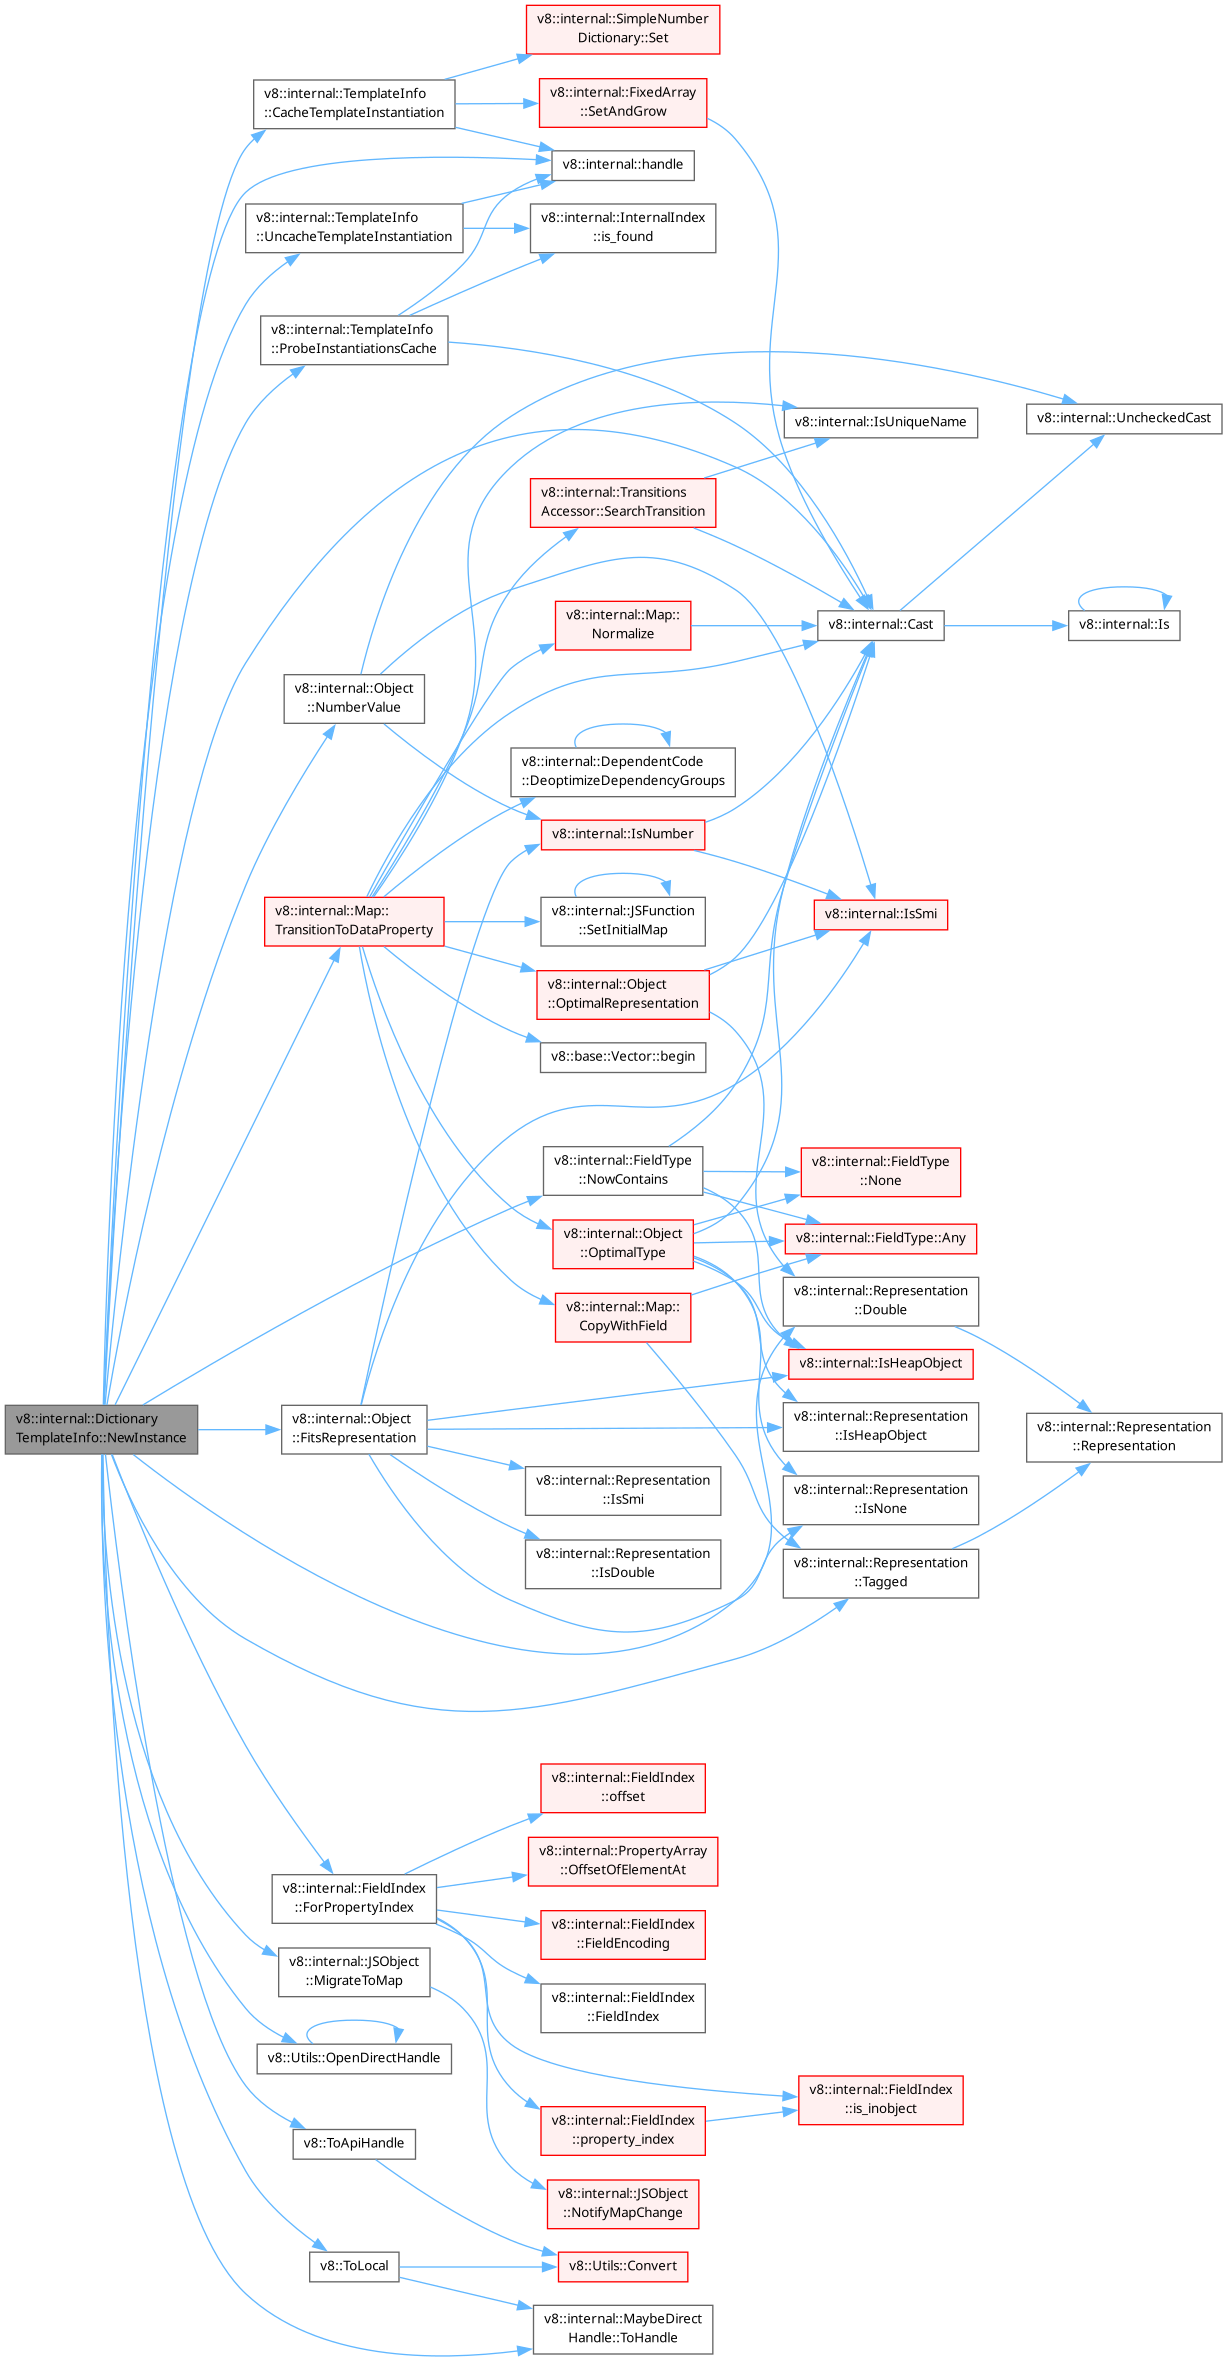 v8::internal::SimpleNumber
Dictionary::Set
v8::internal::TemplateInfo
::CacheTemplateInstantiation
v8::internal::FixedArray
::SetAndGrow
v8::internal::handle
v8::internal::TemplateInfo
::UncacheTemplateInstantiation
v8::internal::InternalIndex
::is_found
v8::internal::TemplateInfo
::ProbeInstantiationsCache
v8::internal::IsUniqueName
v8::internal::UncheckedCast
v8::internal::Transitions
Accessor::SearchTransition
v8::internal::Map::
Normalize
v8::internal::Cast
v8::internal::Is
v8::internal::Object
::NumberValue
v8::internal::DependentCode
::DeoptimizeDependencyGroups
v8::internal::IsNumber
v8::internal::Map::
TransitionToDataProperty
v8::internal::JSFunction
::SetInitialMap
v8::internal::IsSmi
v8::internal::Object
::OptimalRepresentation
v8::base::Vector::begin
v8::internal::FieldType
::NowContains
v8::internal::FieldType
::None
v8::internal::Object
::OptimalType
v8::internal::FieldType::Any
v8::internal::Map::
CopyWithField
v8::internal::Representation
::Double
v8::internal::IsHeapObject
v8::internal::Dictionary
TemplateInfo::NewInstance
v8::internal::Object
::FitsRepresentation
v8::internal::Representation
::IsHeapObject
v8::internal::Representation
::Representation
v8::internal::Representation
::IsSmi
v8::internal::Representation
::IsNone
v8::internal::Representation
::IsDouble
v8::internal::Representation
::Tagged
v8::internal::FieldIndex
::offset
v8::internal::PropertyArray
::OffsetOfElementAt
v8::internal::FieldIndex
::ForPropertyIndex
v8::internal::FieldIndex
::FieldEncoding
v8::internal::JSObject
::MigrateToMap
v8::internal::FieldIndex
::FieldIndex
v8::Utils::OpenDirectHandle
v8::internal::FieldIndex
::is_inobject
v8::internal::FieldIndex
::property_index
v8::ToApiHandle
v8::internal::JSObject
::NotifyMapChange
v8::ToLocal
v8::Utils::Convert
v8::internal::MaybeDirect
Handle::ToHandle